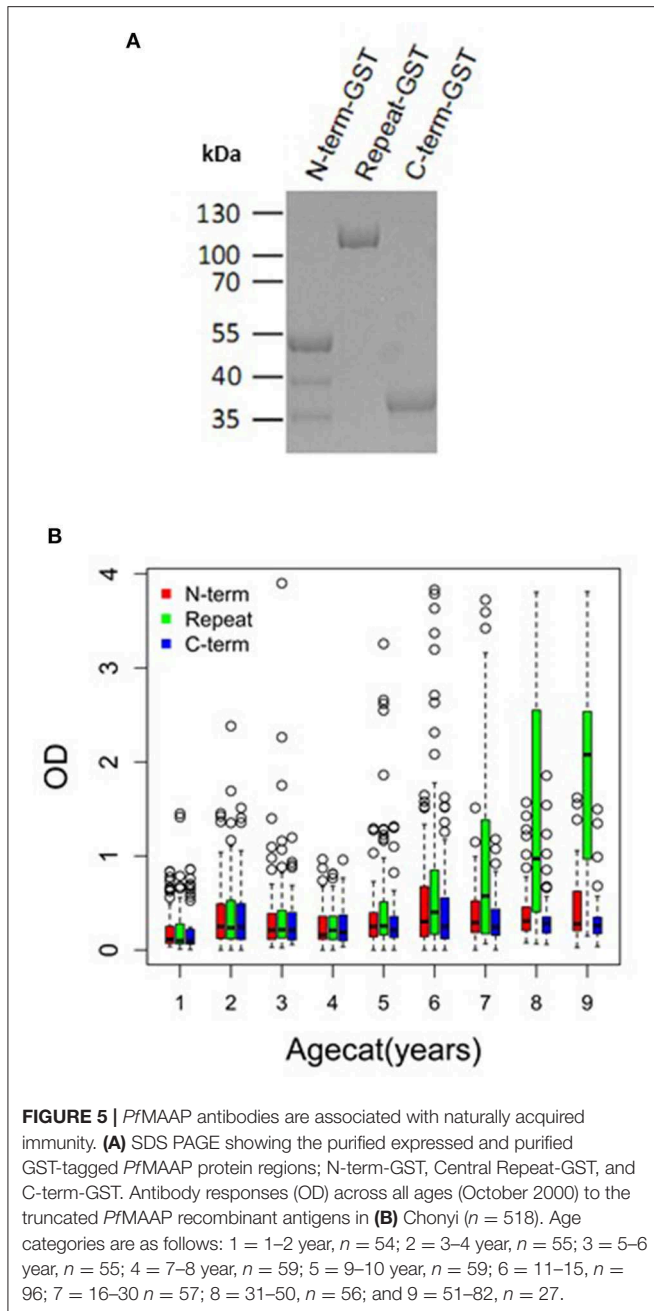 A
kDa
N-term-GST
Repeat-GST
C-term-GST
130
100
70
55
40
35
B
4
3
2
1
0
OD
N-term
Repeat
C-term
1 2 3 4 5 6 7 8 9
Agecat(years)
FIGURE 5 | PfMAAP antibodies are associated with naturally acquired
immunity. (A) SDS PAGE showing the purified expressed and purified
GST-tagged PfMAAP protein regions; N-term-GST, Central Repeat-GST, and
C-term-GST. Antibody responses (OD) across all ages (October 2000) to the
truncated PfMAAP recombinant antigens in (B) Chonyi (n = 518). Age
categories are as follows: 1 = 1–2 year, n = 54; 2 = 3–4 year, n = 55; 3 = 5–6
year, n = 55; 4 = 7–8 year, n = 59; 5 = 9–10 year, n = 59; 6 = 11–15, n =
96; 7 = 16–30 n = 57; 8 = 31–50, n = 56; and 9 = 51–82, n = 27.